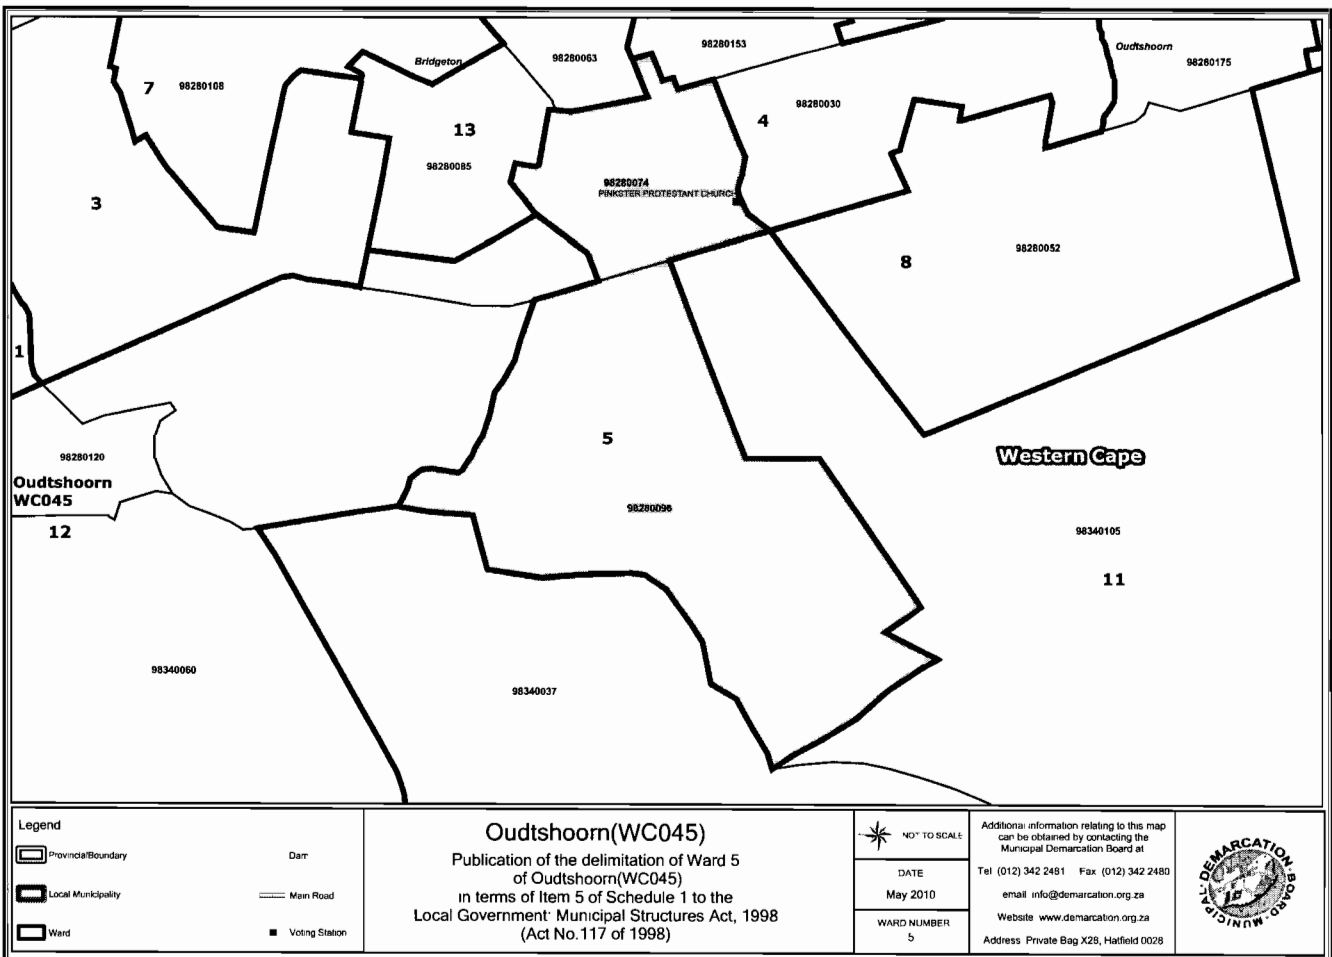 98280153
Oudtshoorn
98280175
Bridgeton
98280063
7
98280108
98280030
4
13
98280085
98280074
PINKSTER PROTESTANT CHURCH
3
98280052
8
1
5
98280120
Western Cape
Oudtshoorn
WC045
98280096
12
98340105
11
98340060
98340037
Legend
Provincial Boundary
Local Municipality
Ward
Dam
Main Road
Voting Station
Oudtshoorn(WC045)
Publication of the delimitation of Ward 5
of Oudtshoorn(WC045)
in terms of Item 5 of Schedule 1 to the
Local Government: Municipal Structures Act, 1998
(Act No.117 of 1998)
NOT TO SCALE
DATE
May 2010
WARD NUMBER
5
Additional information relating to this map
can be obtained by contacting the
Municipal Demarcation Board at
Tel (012) 342 2481 Fax (012) 342 2480
email info@demarcation.org.za
Website www.demarcation.org.za
Address Private Bag X28, Hatfield 0028
MUNICIPAL DEMARCATION BOARD